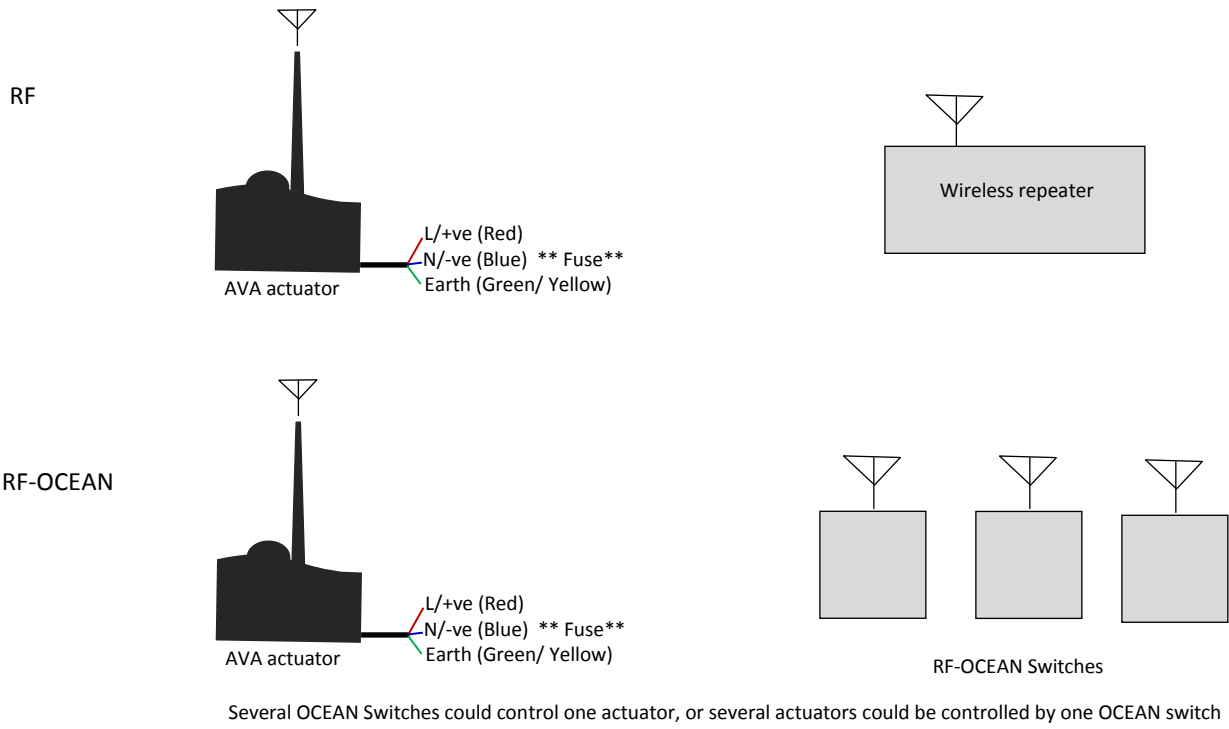 RF
Wireless repeater
L/+ve (Red)
N/-ve (Blue)  ** Fuse**
Earth (Green/ Yellow)
AVA actuator
RF-OCEAN
L/+ve (Red)
N/-ve (Blue)  ** Fuse**
Earth (Green/ Yellow)
AVA actuator
RF-OCEAN Switches
Several OCEAN Switches could control one actuator, or several actuators could be controlled by one OCEAN switch